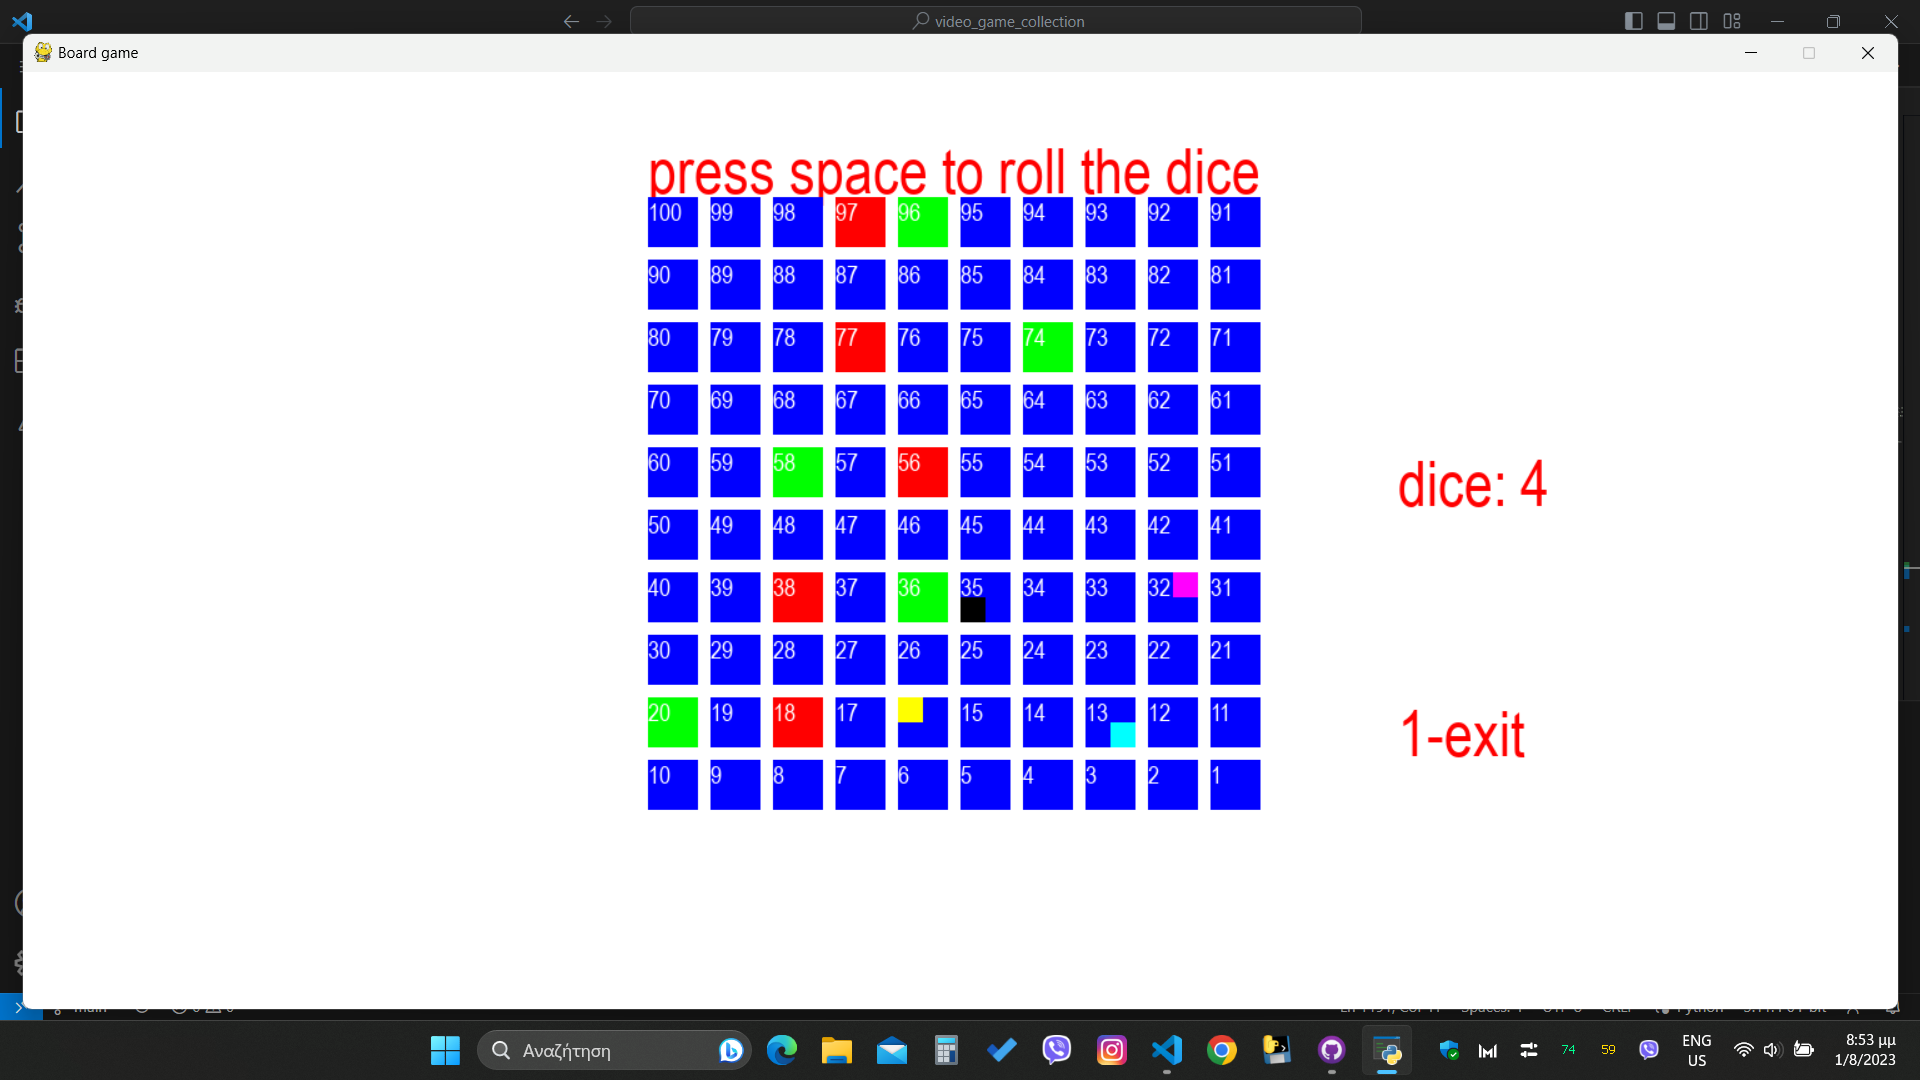 video_game_collection
Board game
press space to roll the dice
100 99 98 97 96 95 94 93 92 91
90 89 88 87 86 85 84 83 82 81
80 79 78 77 76 75 74 73 72 71
70 69 68 67 66 65 64 63 62 61
60 59 58 57 56 55 54 53 52 51
dice: 4
50 49 48 47 46 45 44 43 42 41
40 39 38 37 36 35 34 33 32 31
30 29 28 27 26 25 24 23 22 21
20 19 18 17 15 14 13 12 11
1-exit
10 9 8 7 6 5 4 3 2 1
main
Αναζήτηση
74
59
ENG
US
8:53 μμ
1/8/2023